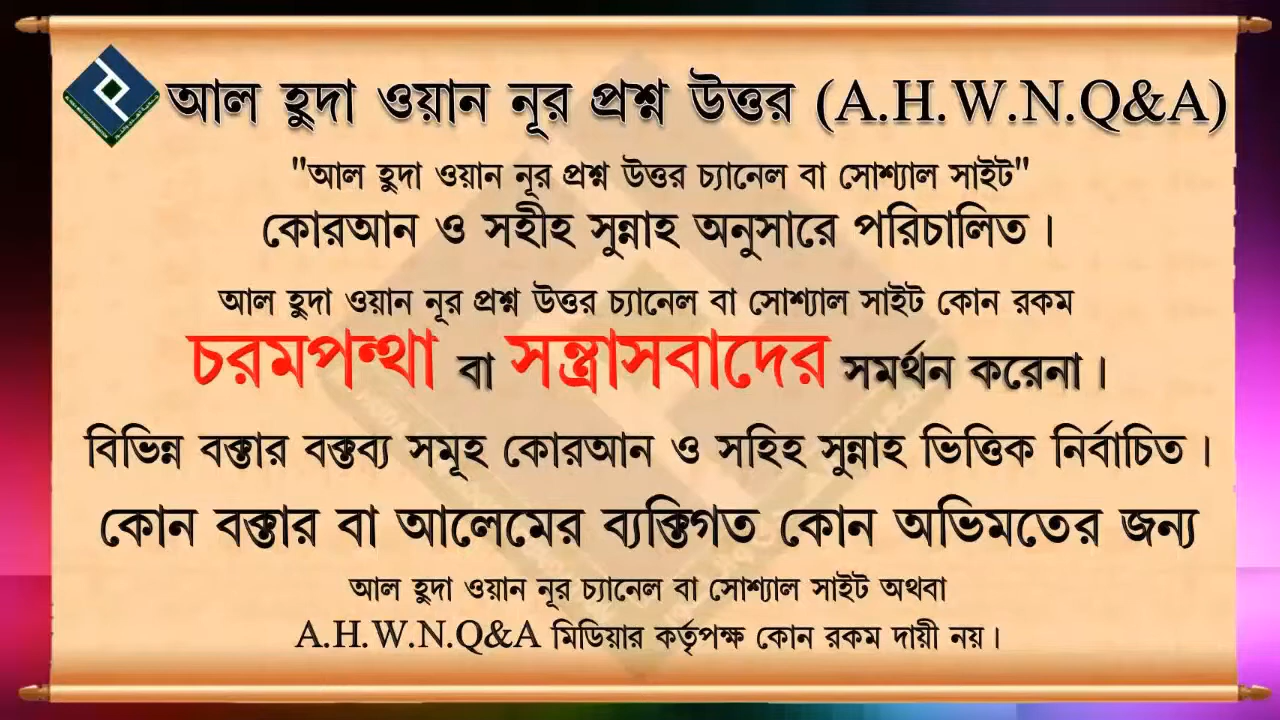 আল হুদা ওয়ান নূর প্রশ্ন উত্তর (A.H.W.N.Q&A)
"আল হুদা ওয়ান নূর প্রশ্ন উত্তর চ্যানেল বা সোশ্যাল সাইট"
কোরআন ও সহীহ সুন্নাহ অনুসারে পরিচালিত।
আল হুদা ওয়ান নূর প্রশ্ন উত্তর চ্যানেল বা সোশ্যাল সাইট কোন রকম
চরমপন্থা বা সন্ত্রাসবাদের সমর্থন করেনা।
বিভিন্ন বক্তার বক্তব্য সমূহ কোরআন ও সহিহ সুন্নাহ ভিত্তিক নির্বাচিত।
কোন বক্তার বা আলেমের ব্যক্তিগত কোন অভিমতের জন্য
আল হুদা ওয়ান নূর চ্যানেল বা সোশ্যাল সাইট অথবা
A.H.W.N.Q&A মিডিয়ার কর্তৃপক্ষ কোন রকম দায়ী নয়।